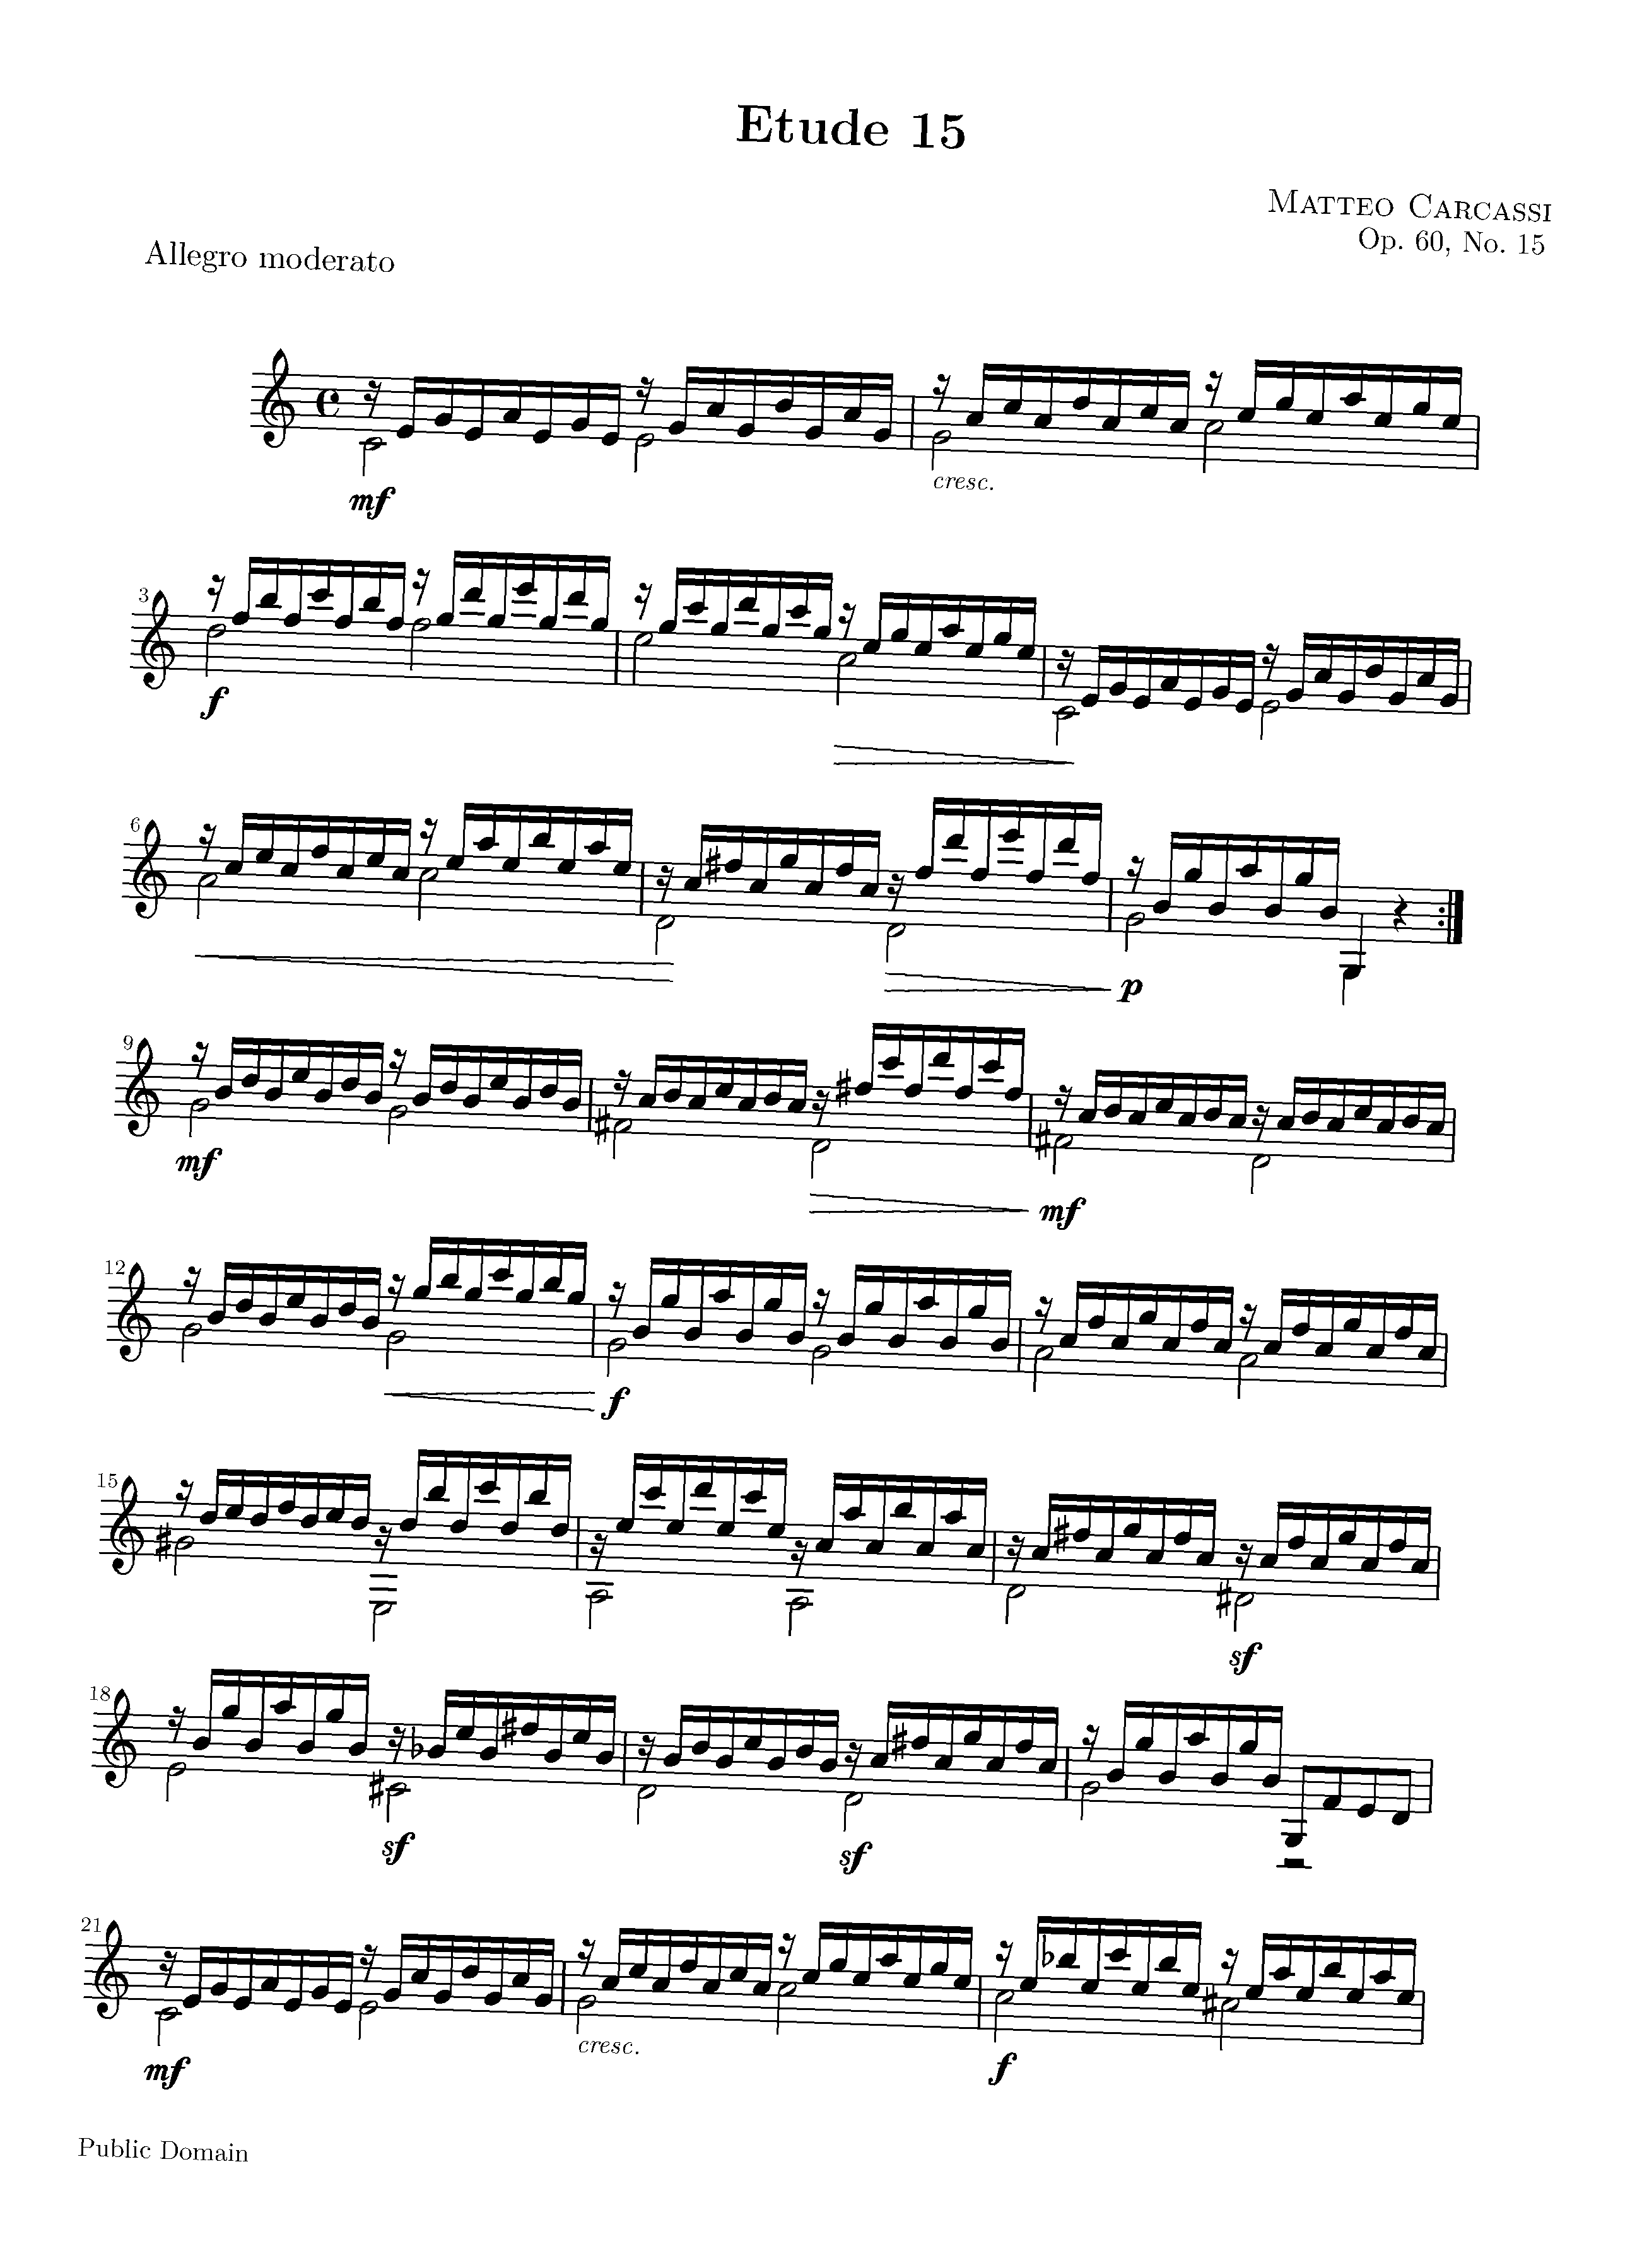 Etude 15
Matteo Carcassi
Op. 60, No. 15
Allegro moderato
mf
cresc.
3
f
6
p
9
mf
mf
12
f
15
sf
18
sf
sf
21
mf
cresc.
f
Public Domain